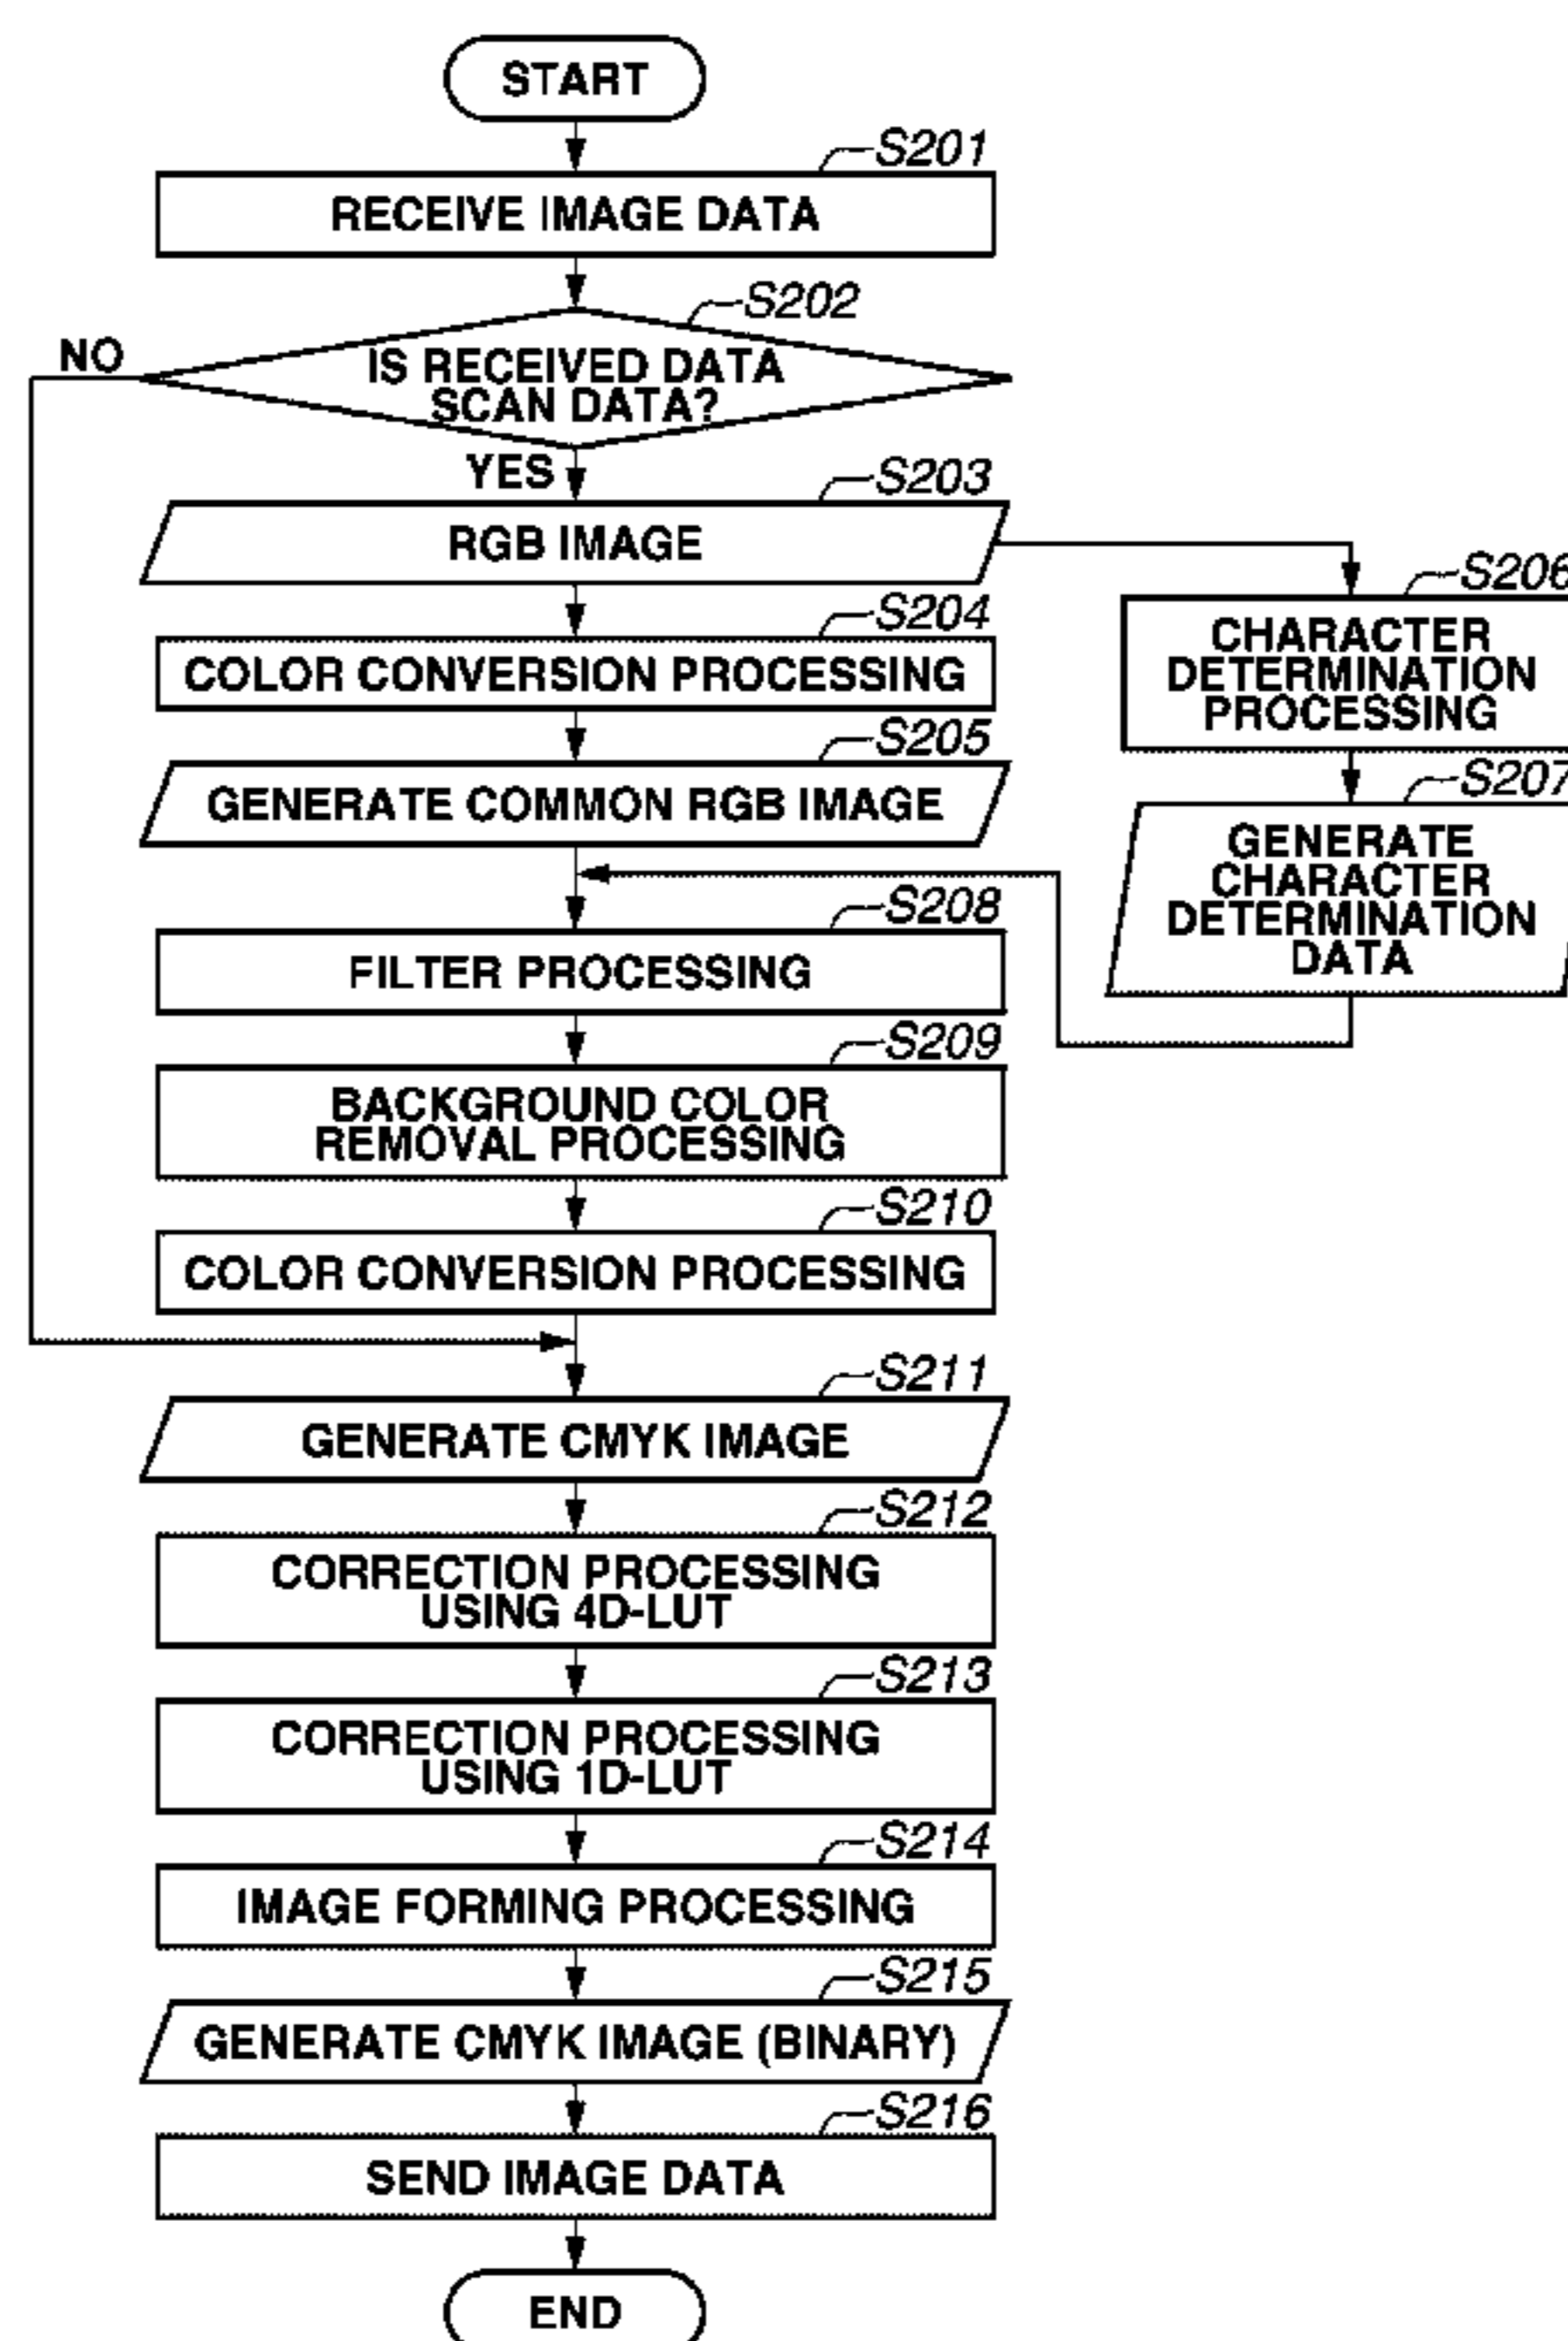 START
S201
RECEIVE IMAGE DATA
S202
NO
IS RECEIVED DATA
SCAN DATA?
YES
S203
RGB IMAGE
S204
COLOR CONVERSION PROCESSING
S205
GENERATE COMMON RGB IMAGE
S206
CHARACTER
DETERMINATION
PROCESSING
S207
GENERATE
CHARACTER
DETERMINATION
DATA
S208
FILTER PROCESSING
S209
BACKGROUND COLOR
REMOVAL PROCESSING
S210
COLOR CONVERSION PROCESSING
S211
GENERATE CMYK IMAGE
S212
CORRECTION PROCESSING
USING 4D-LUT
S213
CORRECTION PROCESSING
USING 1D-LUT
S214
IMAGE FORMING PROCESSING
S215
GENERATE CMYK IMAGE (BINARY)
S216
SEND IMAGE DATA
END